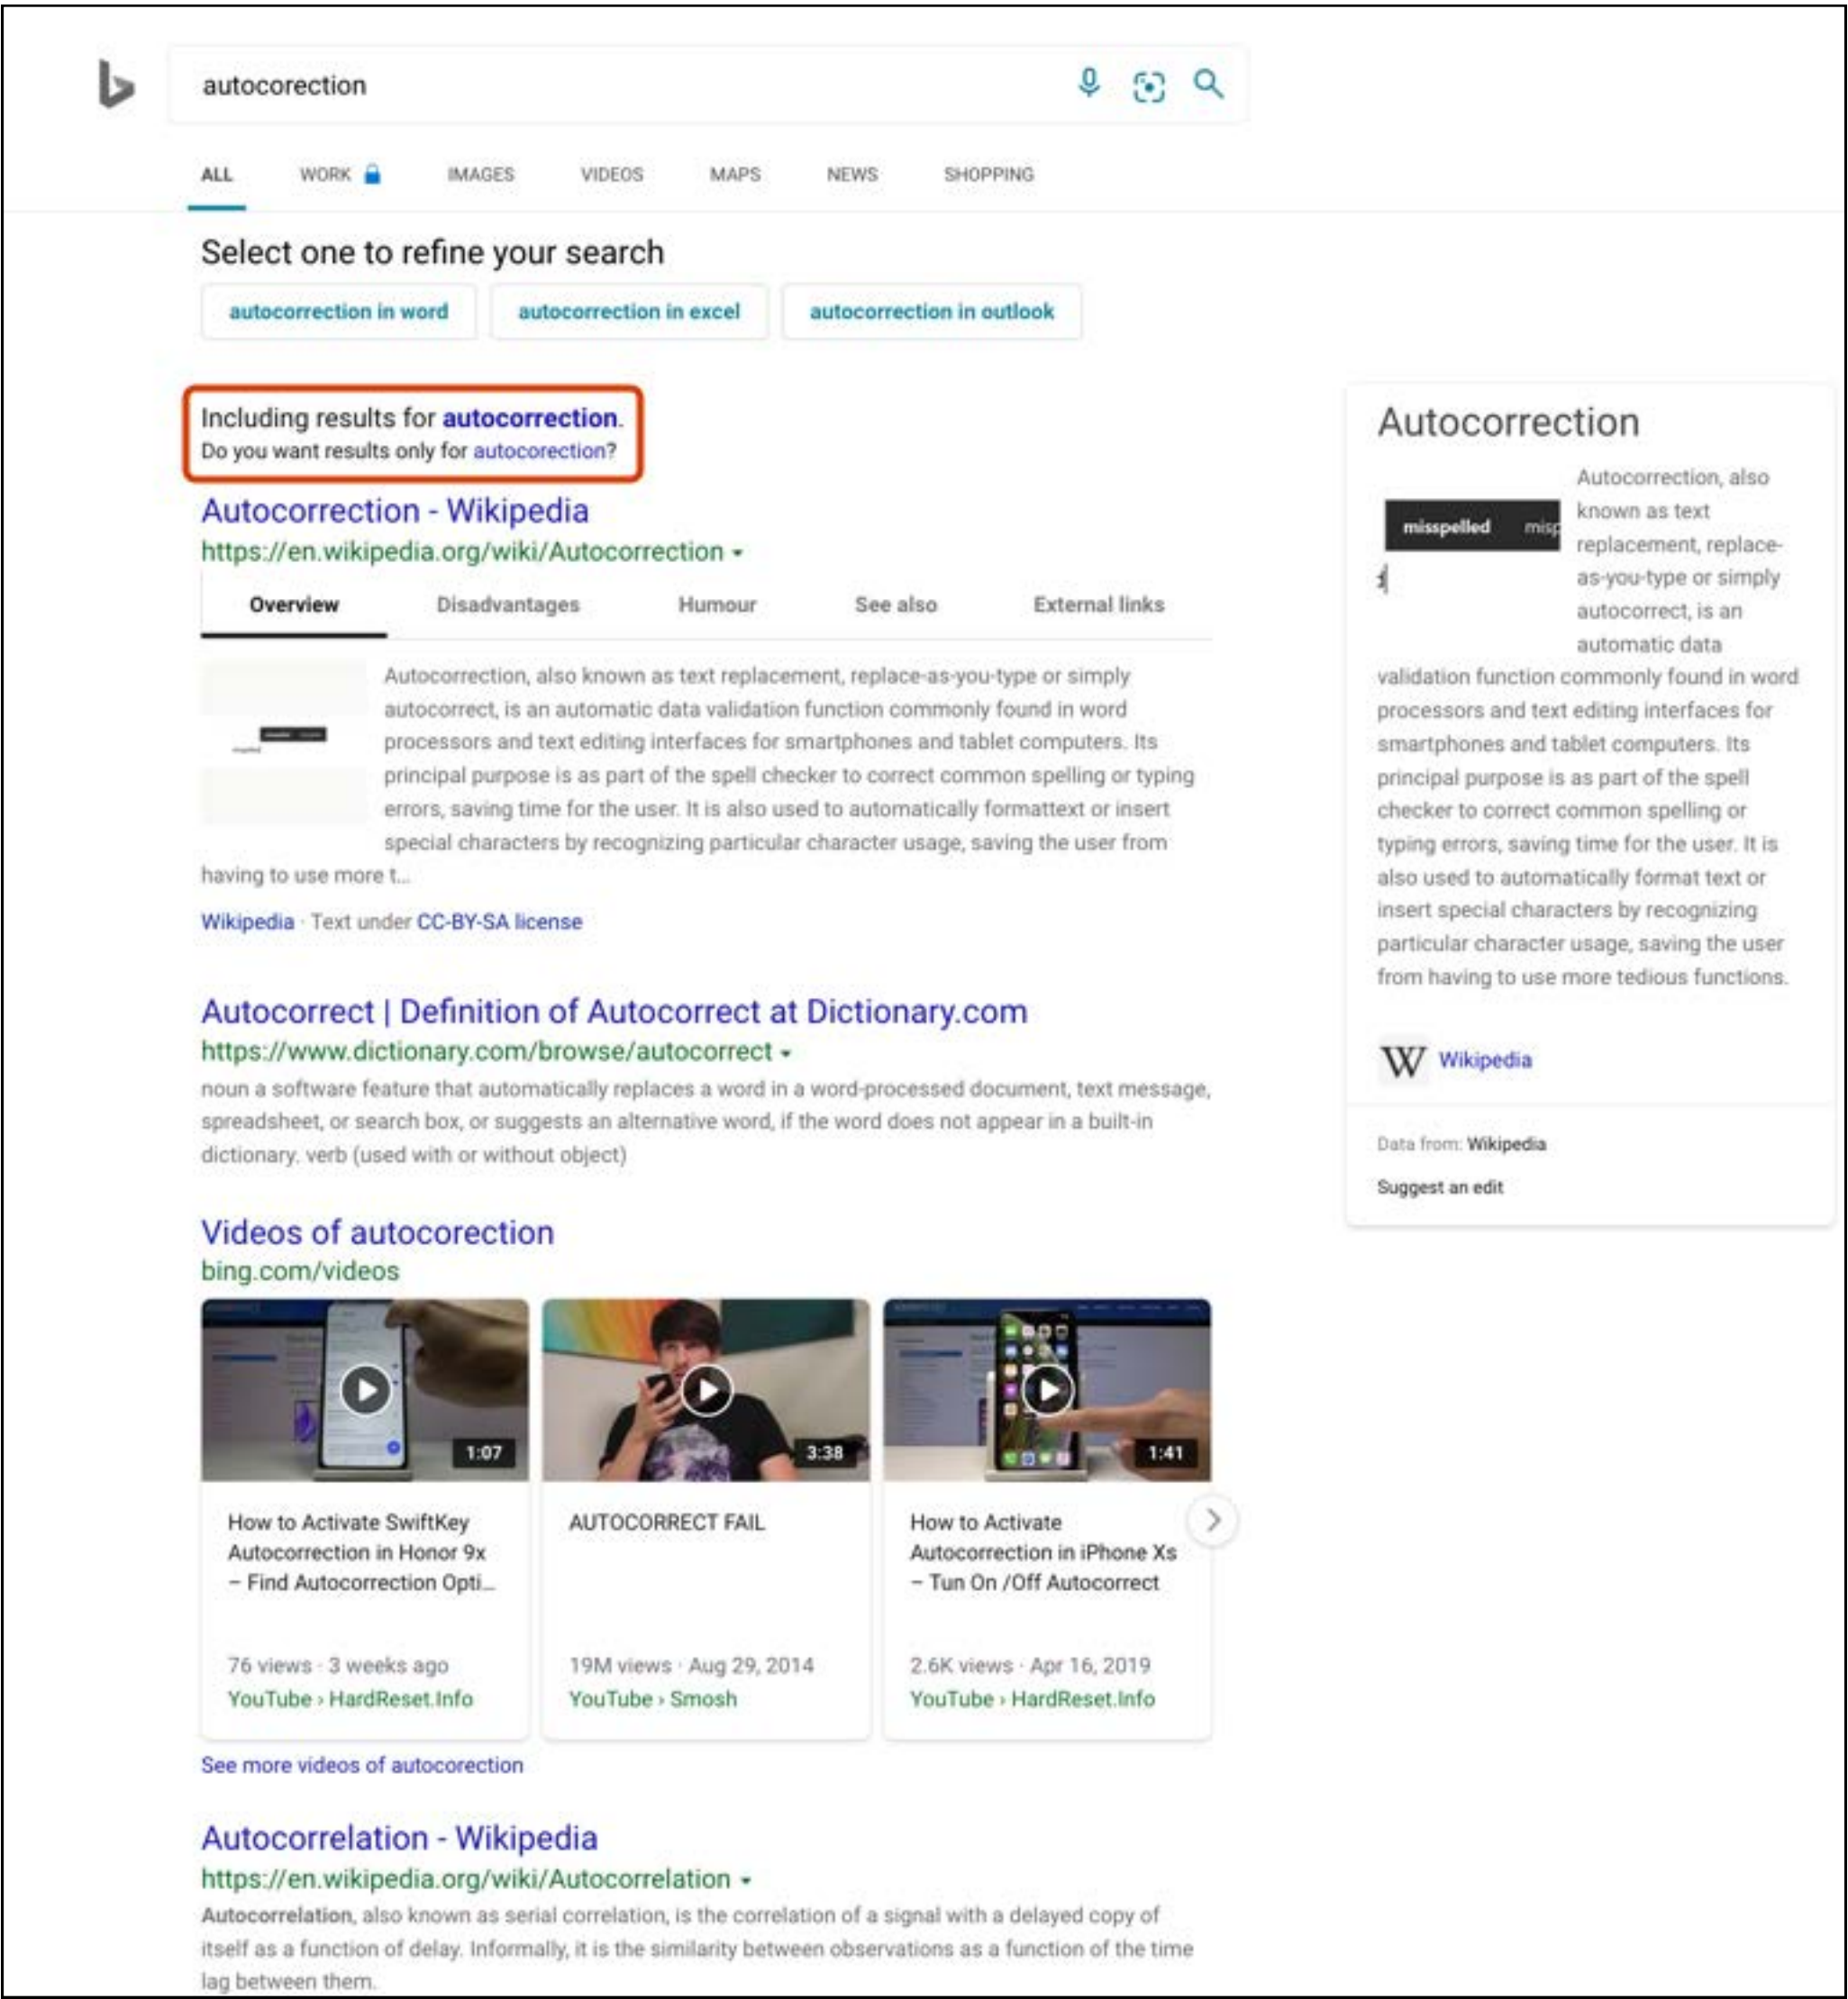 autocorection
ALL WORK IMAGES VIDEOS MAPS NEWS SHOPPING
Select one to refine your search
autocorrection in word autocorrection in excel autocorrection in outlook
Including results for autocorrection.
Do you want results only for autocorection?
Autocorrection - Wikipedia
https://en.wikipedia.org/wiki/Autocorrection
Overview Disadvantages Humour See also External links
Autocorrection, also known as text replacement, replace-as-you-type or simply
autocorrect, is an automatic data validation function commonly found in word
processors and text editing interfaces for smartphones and tablet computers. Its
principal purpose is as part of the spell checker to correct common spelling or typing
errors, saving time for the user. It is also used to automatically formattext or insert
special characters by recognizing particular character usage, saving the user from
having to use more t...
Wikipedia · Text under CC-BY-SA license
Autocorrect | Definition of Autocorrect at Dictionary.com
https://www.dictionary.com/browse/autocorrect
noun a software feature that automatically replaces a word in a word-processed document, text message,
spreadsheet, or search box, or suggests an alternative word, if the word does not appear in a built-in
dictionary. verb (used with or without object)
Videos of autocorection
bing.com/videos
1:07 3:38 1:41
How to Activate SwiftKey
Autocorrection in Honor 9x
– Find Autocorrection Opti...
76 views · 3 weeks ago
YouTube › HardReset.Info
AUTOCORRECT FAIL
19M views · Aug 29, 2014
YouTube › Smosh
How to Activate
Autocorrection in iPhone Xs
– Tun On /Off Autocorrect
2.6K views · Apr 16, 2019
YouTube › HardReset.Info
See more videos of autocorection
Autocorrelation - Wikipedia
https://en.wikipedia.org/wiki/Autocorrelation
Autocorrelation, also known as serial correlation, is the correlation of a signal with a delayed copy of
itself as a function of delay. Informally, it is the similarity between observations as a function of the time
lag between them.
Autocorrection
misspelled misp
Autocorrection, also
known as text
replacement, replace-
as-you-type or simply
autocorrect, is an
automatic data
validation function commonly found in word
processors and text editing interfaces for
smartphones and tablet computers. Its
principal purpose is as part of the spell
checker to correct common spelling or
typing errors, saving time for the user. It is
also used to automatically format text or
insert special characters by recognizing
particular character usage, saving the user
from having to use more tedious functions.
W Wikipedia
Data from: Wikipedia
Suggest an edit